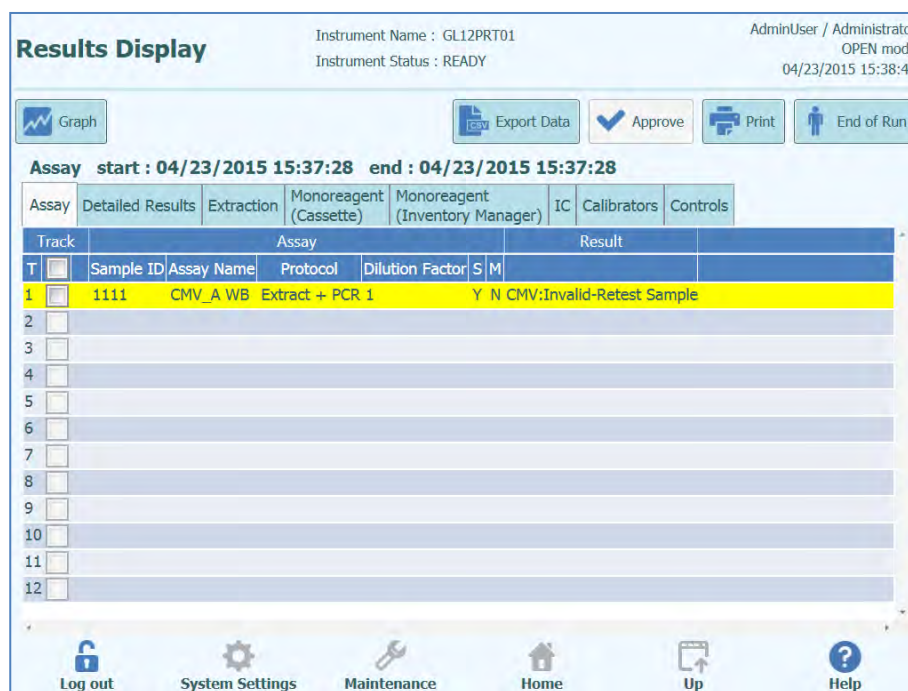 Results Display
Instrument Name : GL12PRT01
Instrument Status : READY
AdminUser / Administrato
OPEN mod
04/23/2015 15:38:4
Graph
CSV
Export Data
Approve
Print
End of Run
Assay start : 04/23/2015 15:37:28 end : 04/23/2015 15:37:28
Assay
Detailed Results
Extraction
Monoreagent
(Cassette)
Monoreagent
(Inventory Manager)
IC
Calibrators
Controls
Track Assay Result
T Sample ID Assay Name Protocol Dilution Factor S M
1 1111 CMV_A WB Extract + PCR 1 Y N CMV:Invalid-Retest Sample
2
3
4
5
6
7
8
9
10
11
12
Log out System Settings Maintenance Home Up Help